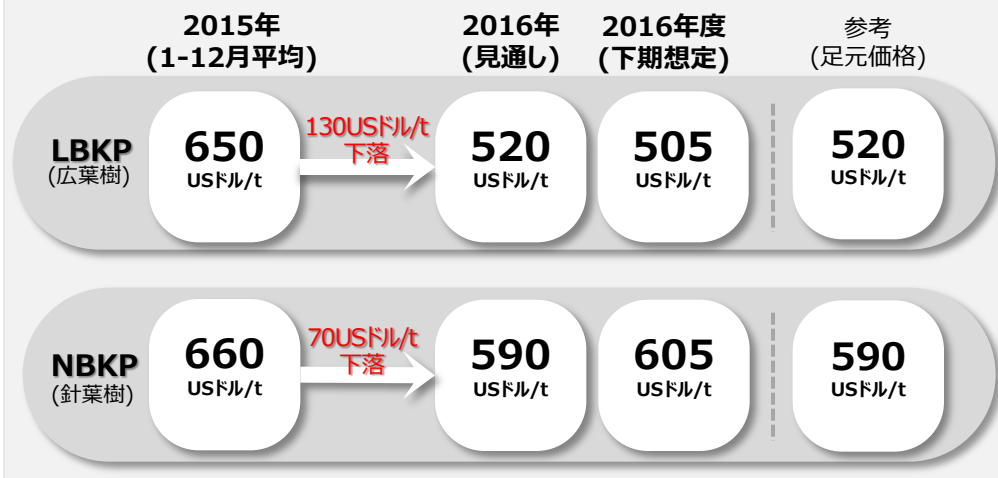 2015年
(1-12月平均)
2016年
(見通し)
2016年度
(下期想定)
参考
(足元価格)
LBKP
(広葉樹)
650
USドル/t
130USドル/t
下落
520
USドル/t
505
USドル/t
520
USドル/t
NBKP
(針葉樹)
660
USドル/t
70USドル/t
下落
590
USドル/t
605
USドル/t
590
USドル/t